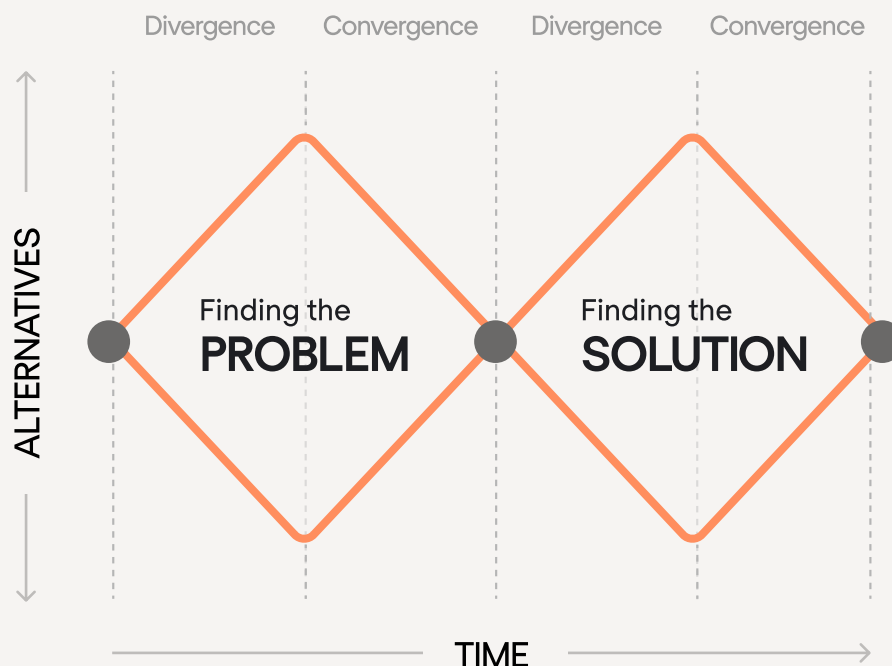 Divergence
Convergence
Divergence
Convergence
ALTERNATIVES
Finding the
PROBLEM
Finding the
SOLUTION
TIME